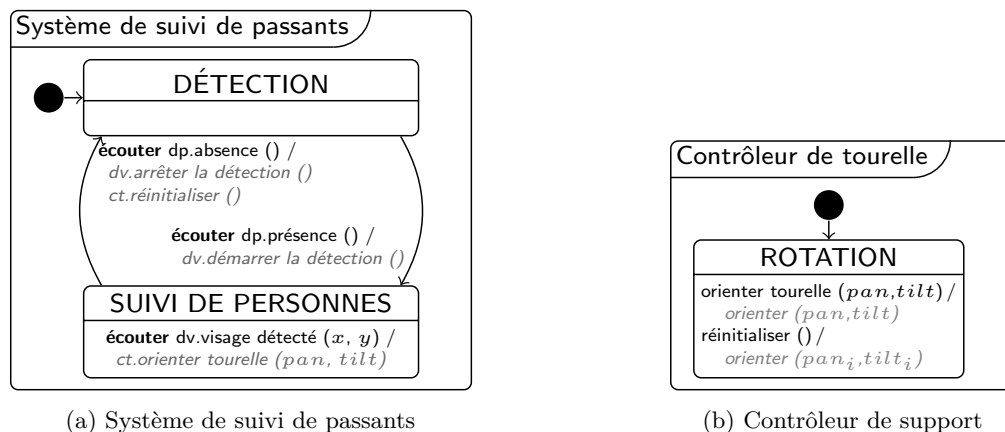 Système de suivi de passants
DÉTECTION
écouter dp.absence () /
dv.arrêter la détection ()
ct.réinitialiser ()
écouter dp.présence () /
dv.démarrer la détection ()
SUIVI DE PERSONNES
écouter dv.visage détecté (x, y) /
ct.orienter tourelle (pan, tilt)
(a) Système de suivi de passants
Contrôleur de tourelle
ROTATION
orienter tourelle (pan,tilt) /
orienter (pan,tilt)
réinitialiser () /
orienter (pan_i,tilt_i)
(b) Contrôleur de support